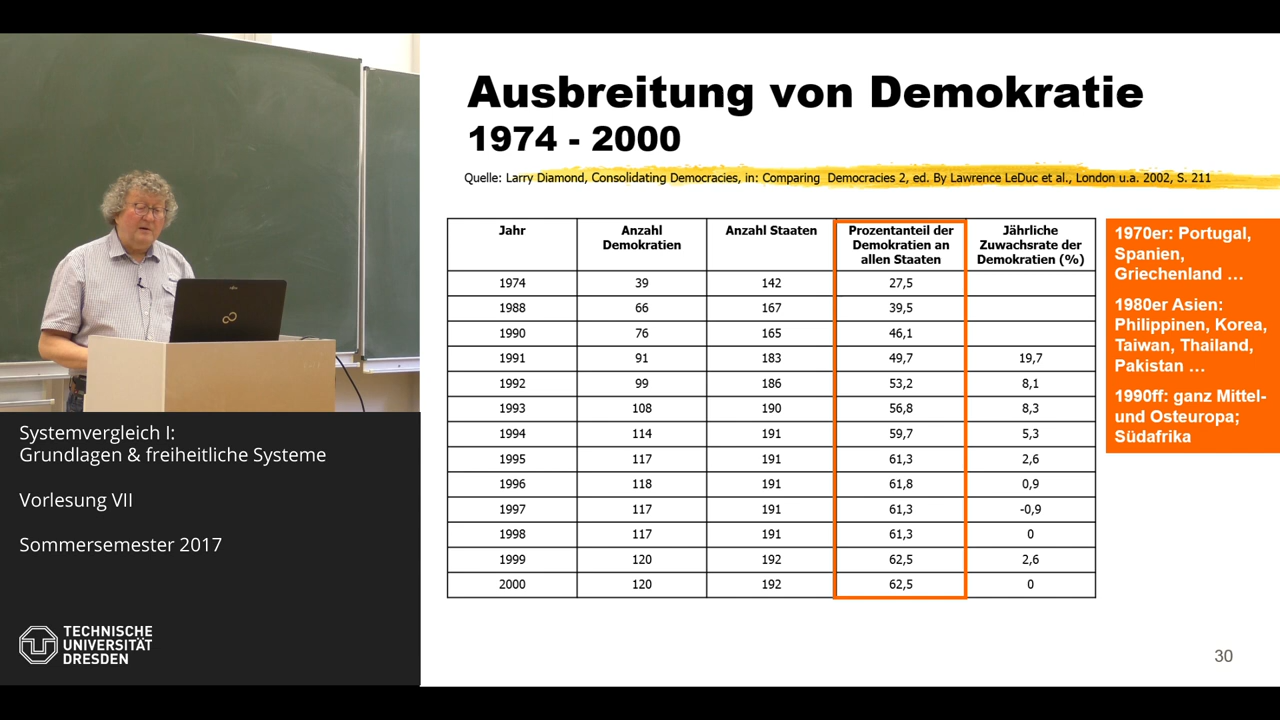 Ausbreitung von Demokratie
1974 - 2000
Quelle: Larry Diamond, Consolidating Democracies, in: Comparing Democracies 2, ed. By Lawrence LeDuc et al., London u.a. 2002, S. 211
Jahr
Anzahl
Demokratien
Anzahl Staaten
Prozentanteil der
Demokratien an
allen Staaten
Jährliche
Zuwachsrate der
Demokratien (%)
1974 39 142 27,5
1988 66 167 39,5
1990 76 165 46,1
1991 91 183 49,7 19,7
1992 99 186 53,2 8,1
1993 108 190 56,8 8,3
1994 114 191 59,7 5,3
1995 117 191 61,3 2,6
1996 118 191 61,8 0,9
1997 117 191 61,3 -0,9
1998 117 191 61,3 0
1999 120 192 62,5 2,6
2000 120 192 62,5 0
1970er: Portugal,
Spanien,
Griechenland ...
1980er Asien:
Philippinen, Korea,
Taiwan, Thailand,
Pakistan ...
1990ff: ganz Mittel-
und Osteuropa;
Südafrika
30
Systemvergleich I:
Grundlagen & freiheitliche Systeme
Vorlesung VII
Sommersemester 2017
TECHNISCHE
UNIVERSITÄT
DRESDEN